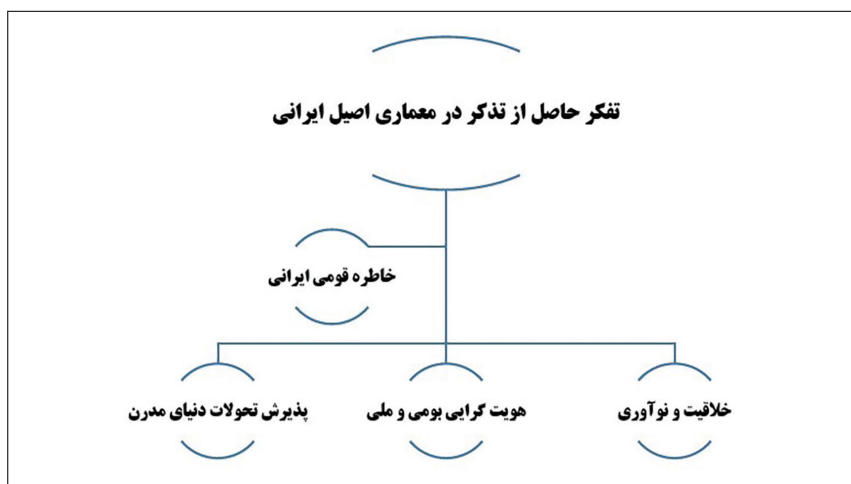 تفکر حاصل از تذکر در معماری اصیل ایرانی
خاطره قومی ایرانی
خلاقیت و نوآوری
هویت گرایی بومی و ملی
پذیرش تحولات دنیای مدرن